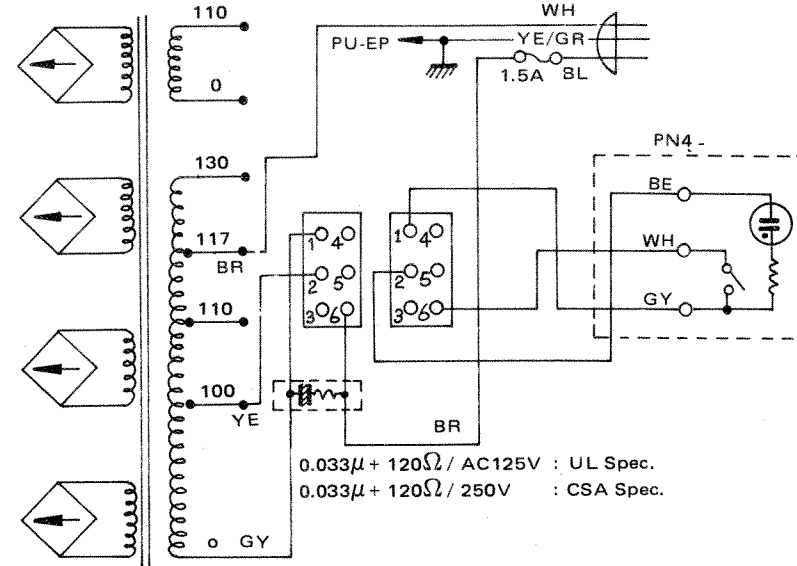 110
WH
PU-EP
YE/GR
0
1.5A
BL
PN4 -
130
BE
117
BR
1 4
2 5
3 6
1 4
2 5
3 6
WH
110
GY
100
YE
BR
0.033μ + 120Ω / AC125V : UL Spec.
0.033μ + 120Ω / 250V : CSA Spec.
o GY